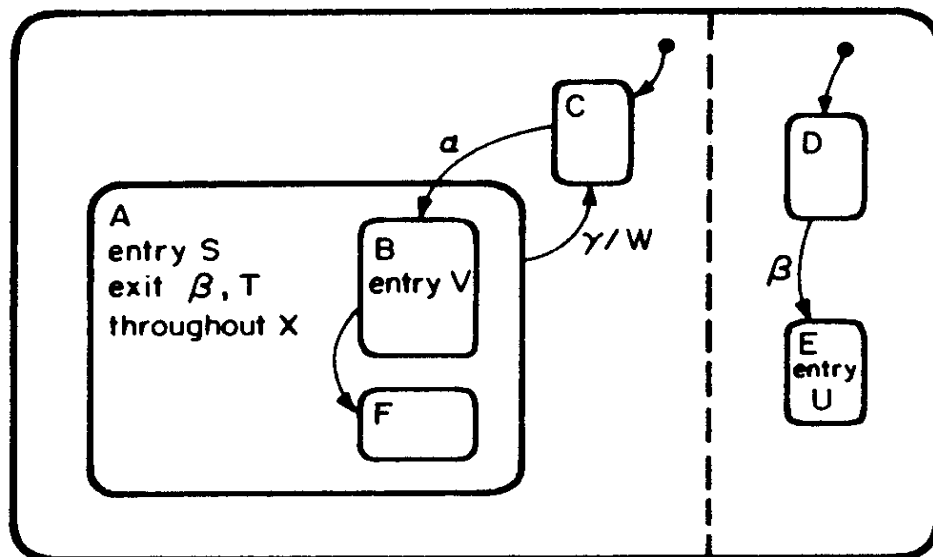 C
α
A
entry S
exit β, T
throughout X
B
entry V
γ/W
F
D
β
E
entry
U